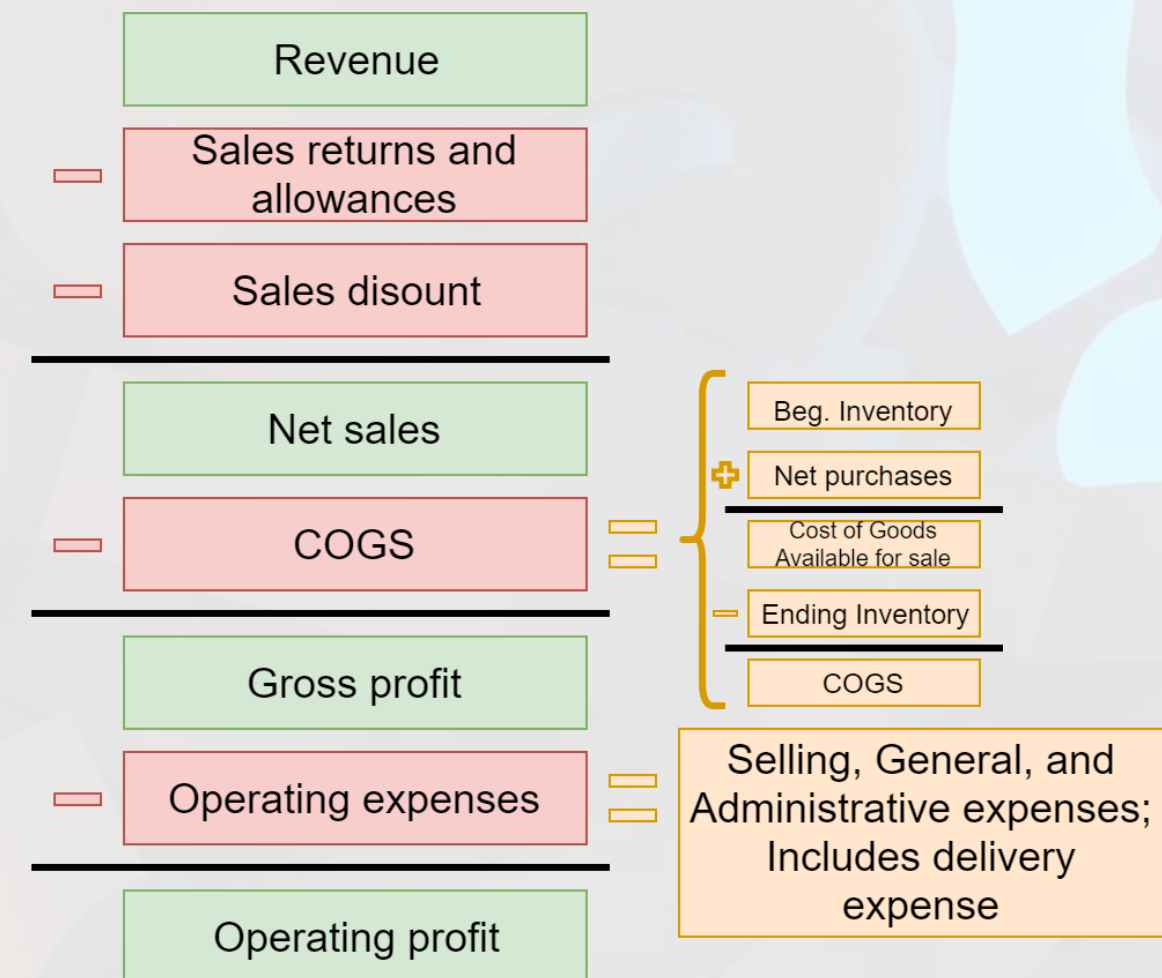 Revenue
Sales returns and
allowances
Sales disount
Net sales
COGS
Gross profit
Operating expenses
Operating profit
Beg. Inventory
Net purchases
Cost of Goods
Available for sale
Ending Inventory
COGS
Selling, General, and
Administrative expenses;
Includes delivery
expense